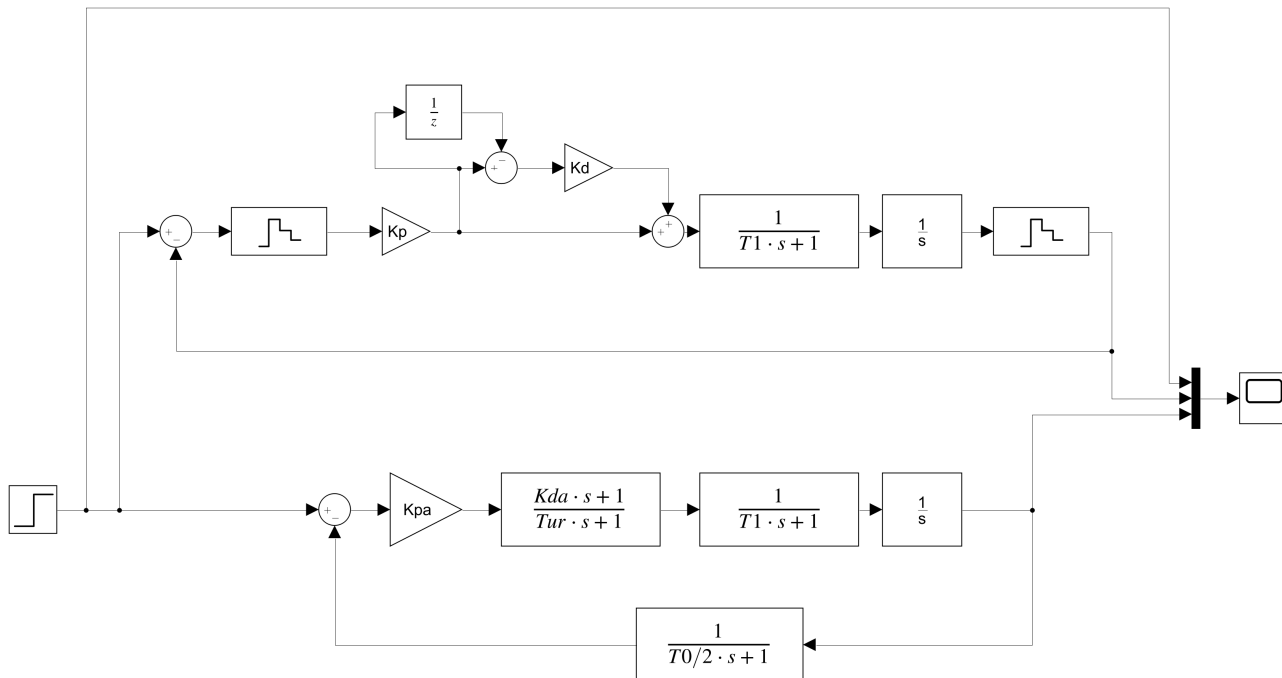 1
z
+
−
Kd
+
−
Kp
+
+
1
T1 · s + 1
1
s
Kpa
+
−
Kda · s + 1
Tur · s + 1
1
T1 · s + 1
1
s
1
T0/2 · s + 1